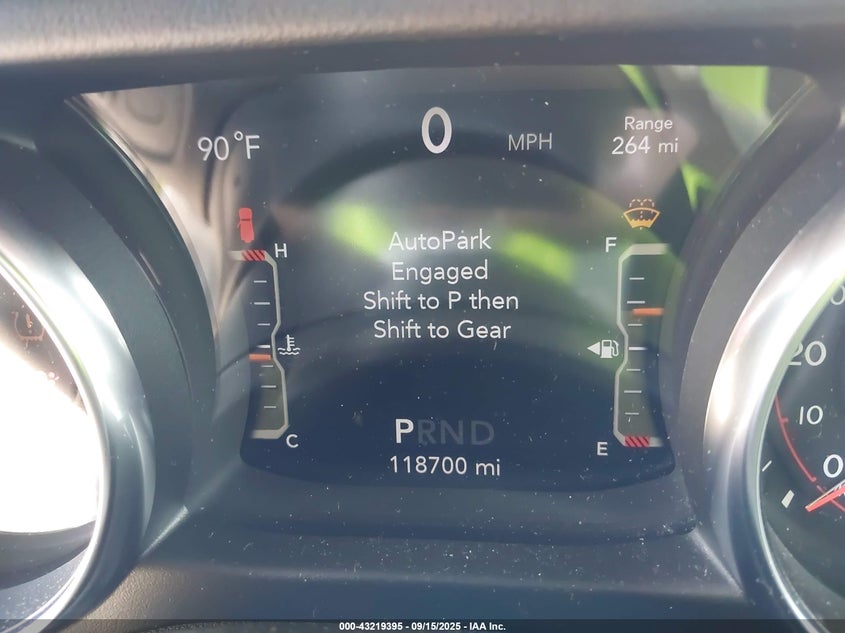 90°F
0 MPH
Range
264 mi
AutoPark
Engaged
Shift to P then
Shift to Gear
H
C
F
E
PRND
118700 mi
20
10
0
000-43219395 - 09/15/2025 - IAA Inc.